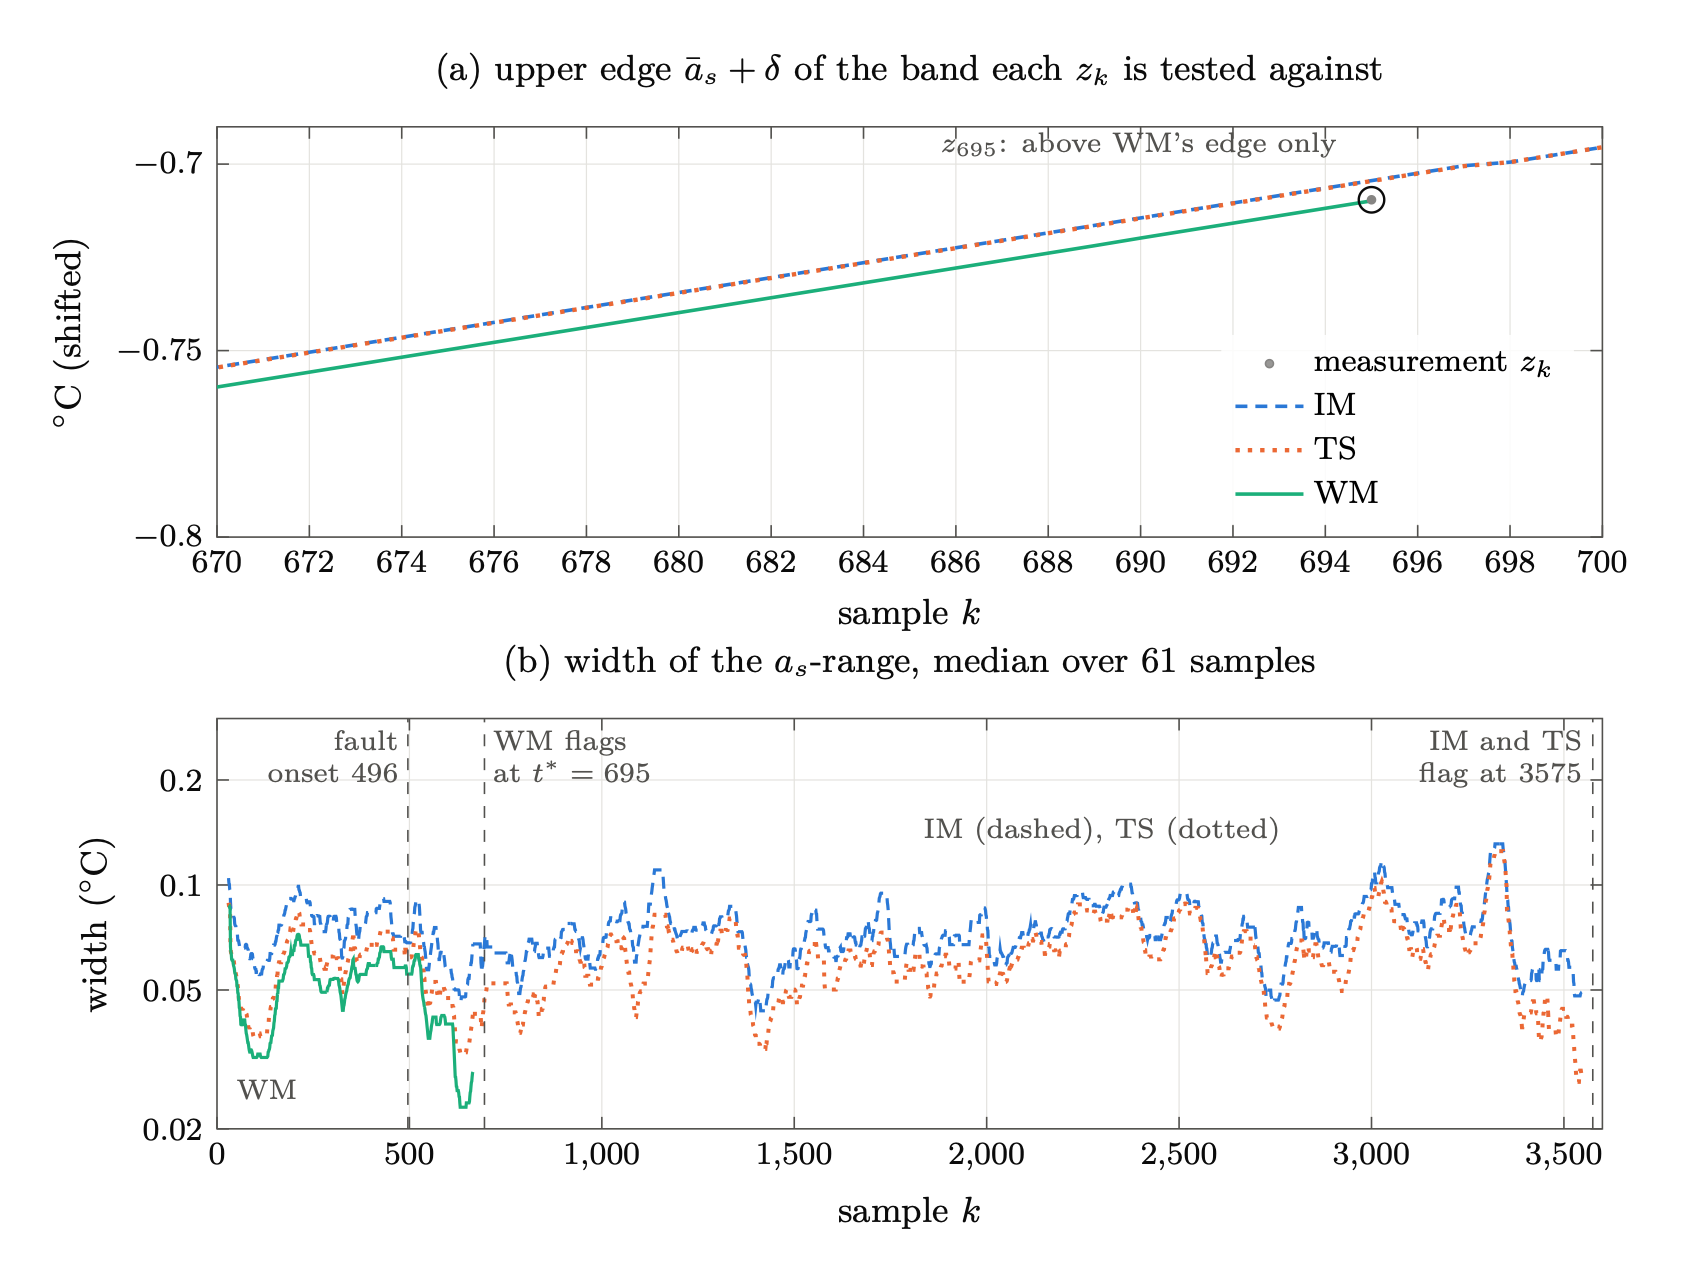 (a) upper edge ā_s + δ of the band each z_k is tested against
z₆₉₅: above WM's edge only
−0.7
−0.75
−0.8
°C (shifted)
measurement z_k
IM
TS
WM
670 672 674 676 678 680 682 684 686 688 690 692 694 696 698 700
sample k
(b) width of the a_s-range, median over 61 samples
fault
onset 496
WM flags
at t* = 695
IM and TS
flag at 3575
IM (dashed), TS (dotted)
WM
0.2
0.1
0.05
0.02
width (°C)
0 500 1,000 1,500 2,000 2,500 3,000 3,500
sample k